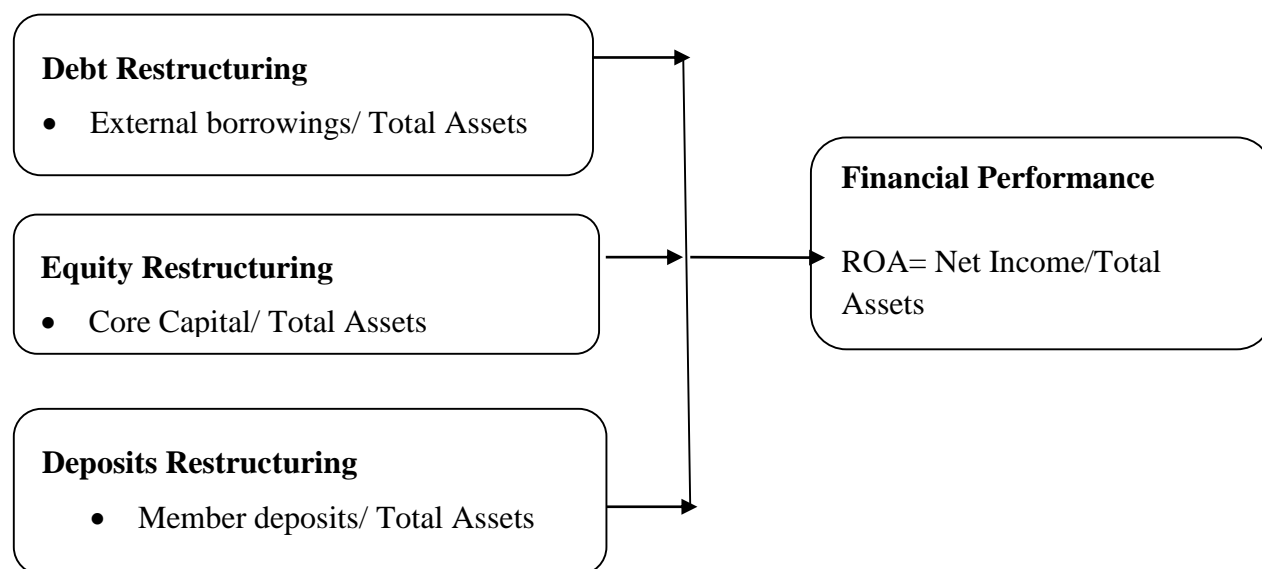 Debt Restructuring
• External borrowings/ Total Assets
Equity Restructuring
• Core Capital/ Total Assets
Deposits Restructuring
• Member deposits/ Total Assets
Financial Performance
ROA= Net Income/Total
Assets